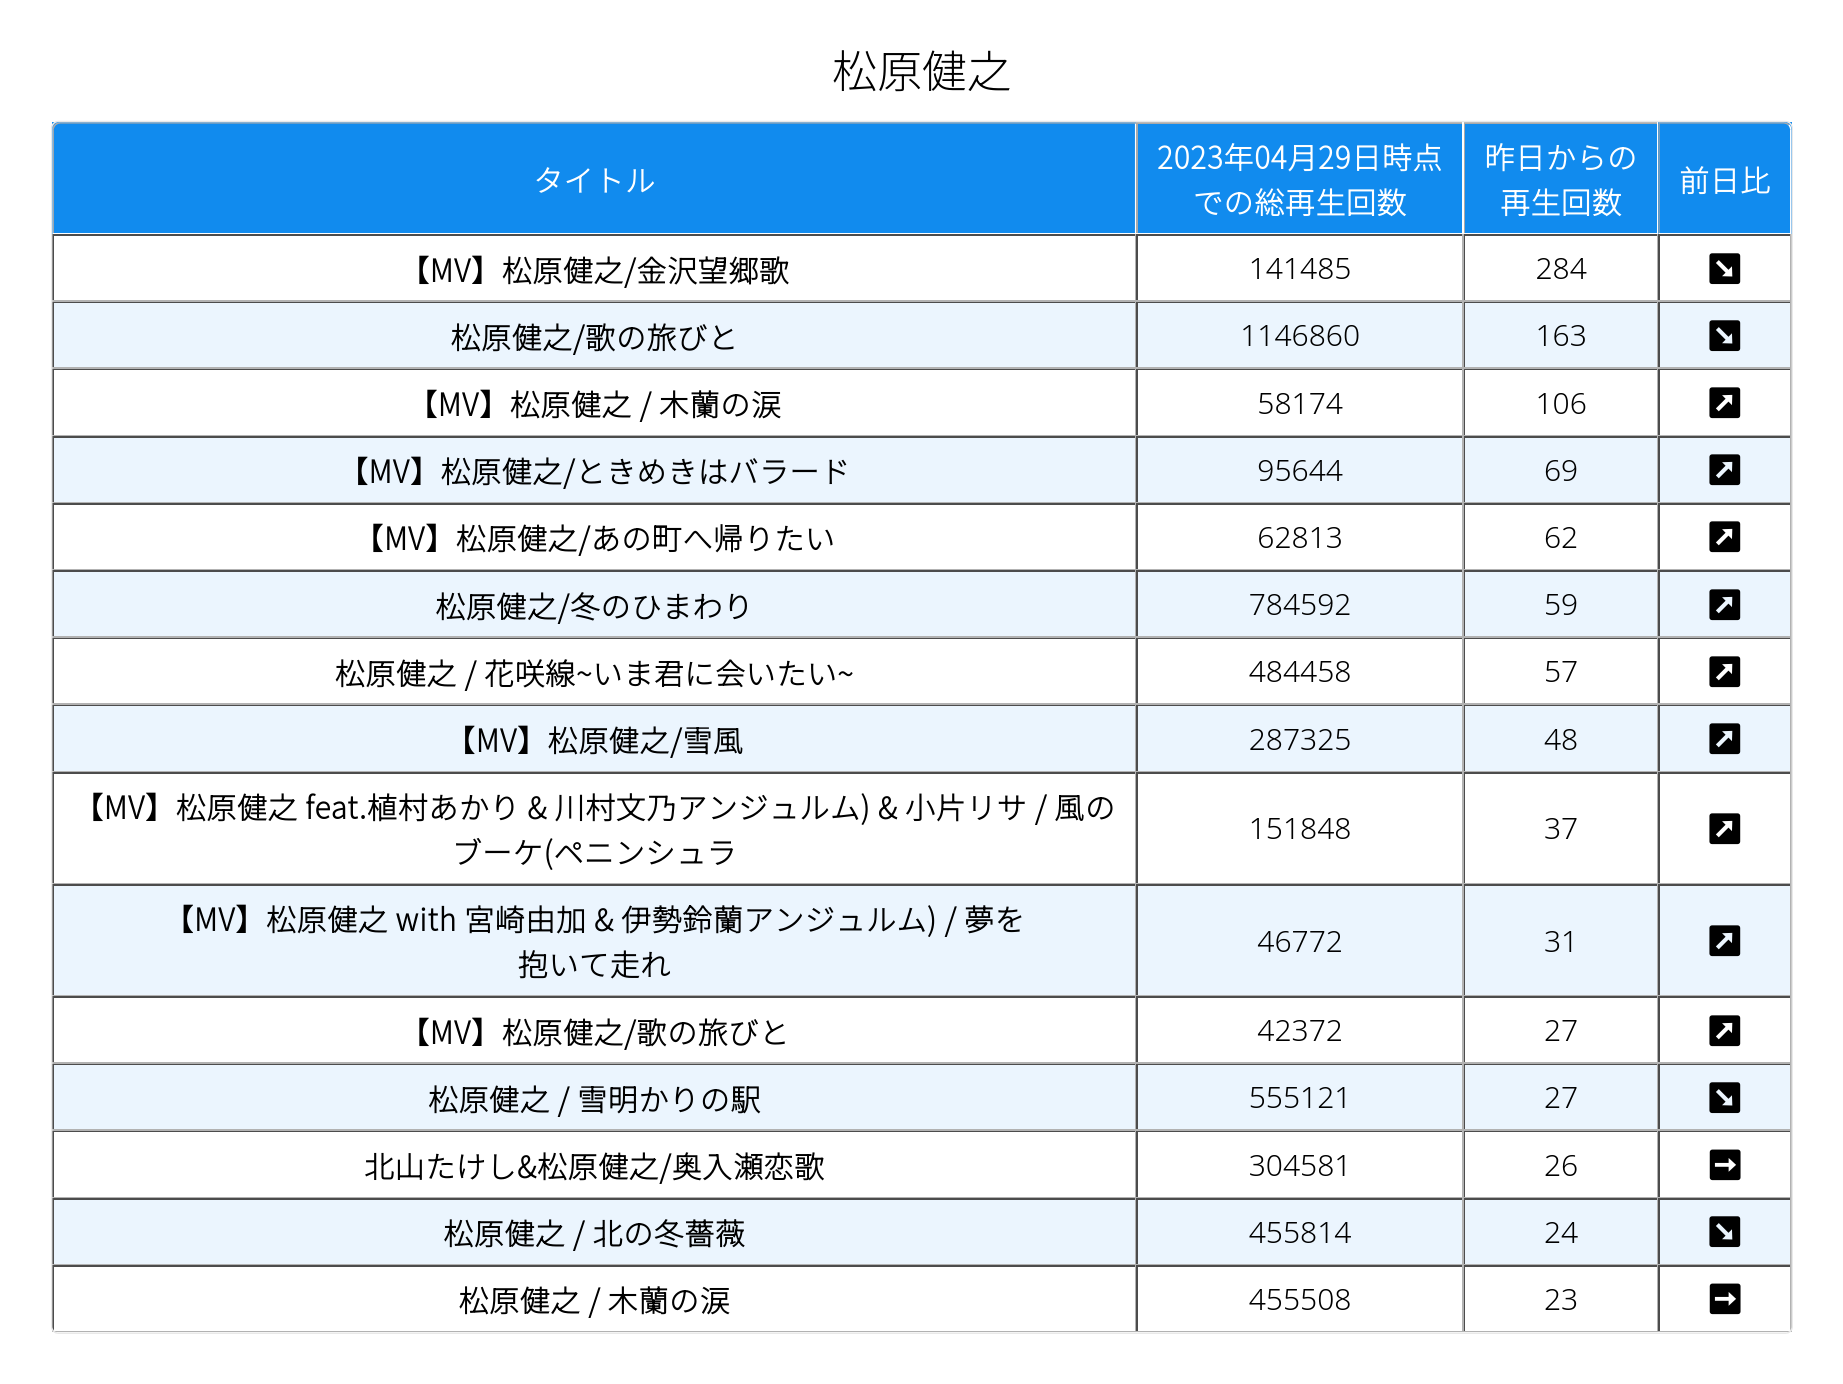 松原健之
タイトル
2023年04月29日時点
での総再生回数
昨日からの
再生回数
前日比
【MV】松原健之/金沢望郷歌 141485 284 ↘
松原健之/歌の旅びと 1146860 163 ↘
【MV】松原健之 / 木蘭の涙 58174 106 ↗
【MV】松原健之/ときめきはバラード 95644 69 ↗
【MV】松原健之/あの町へ帰りたい 62813 62 ↗
松原健之/冬のひまわり 784592 59 ↗
松原健之 / 花咲線~いま君に会いたい~ 484458 57 ↗
【MV】松原健之/雪風 287325 48 ↗
【MV】松原健之 feat.植村あかり & 川村文乃アンジュルム) & 小片リサ / 風の
ブーケ(ペニンシュラ
151848 37 ↗
【MV】松原健之 with 宮崎由加 & 伊勢鈴蘭アンジュルム) / 夢を
抱いて走れ
46772 31 ↗
【MV】松原健之/歌の旅びと 42372 27 ↗
松原健之 / 雪明かりの駅 555121 27 ↘
北山たけし&松原健之/奥入瀬恋歌 304581 26 →
松原健之 / 北の冬薔薇 455814 24 ↘
松原健之 / 木蘭の涙 455508 23 →